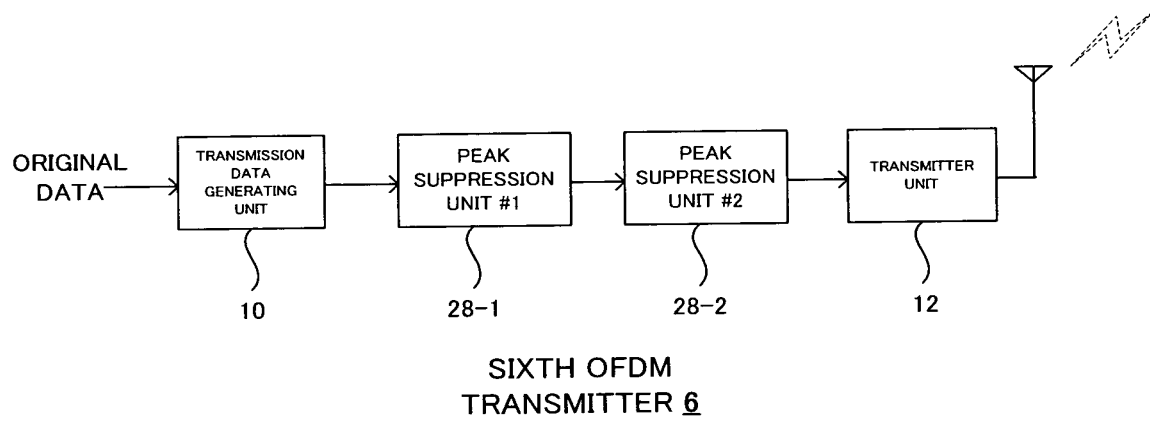 ORIGINAL
DATA
TRANSMISSION
DATA
GENERATING
UNIT
PEAK
SUPPRESSION
UNIT #1
PEAK
SUPPRESSION
UNIT #2
TRANSMITTER
UNIT
10
28-1
28-2
12
SIXTH OFDM
TRANSMITTER 6